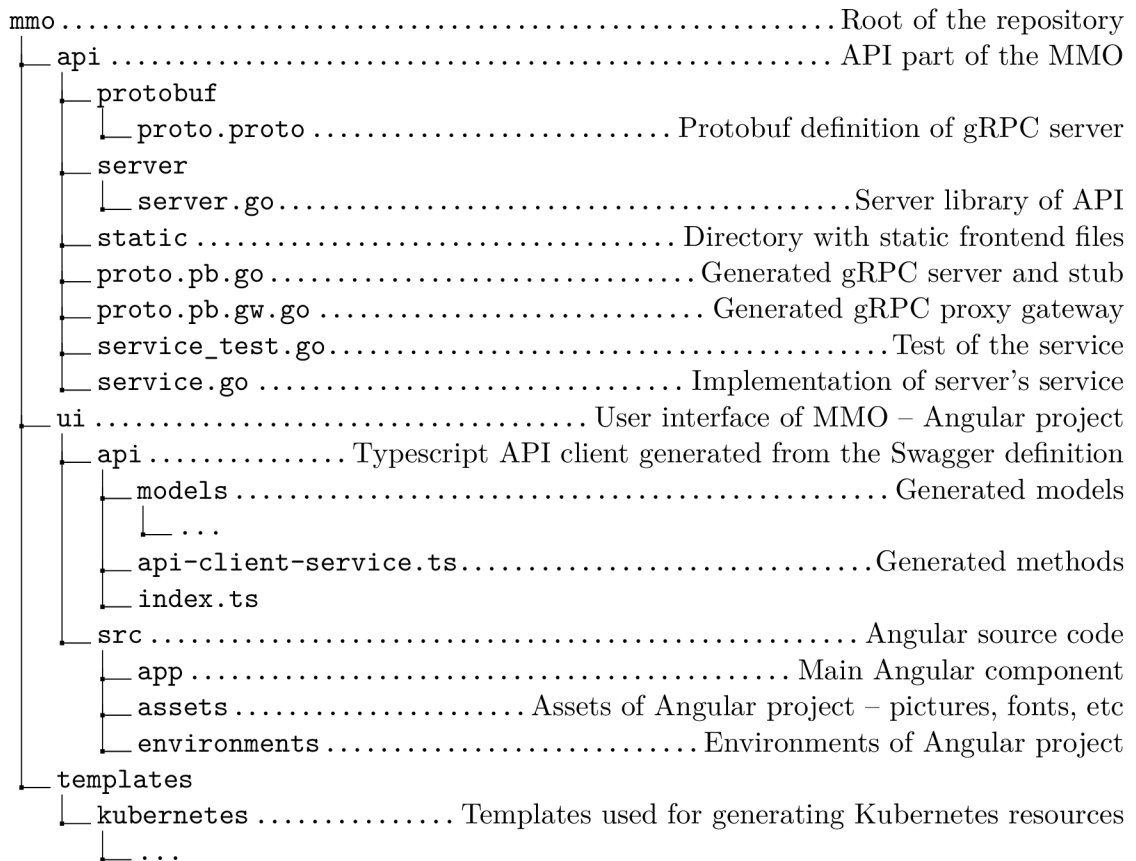 mmo ........ Root of the repository
api ........ API part of the MMO
protobuf
proto.proto ........ Protobuf definition of gRPC server
server
server.go ........ Server library of API
static ........ Directory with static frontend files
proto.pb.go ........ Generated gRPC server and stub
proto.pb.gw.go ........ Generated gRPC proxy gateway
service_test.go ........ Test of the service
service.go ........ Implementation of server's service
ui ........ User interface of MMO – Angular project
api ........ Typescript API client generated from the Swagger definition
models ........ Generated models
...
api-client-service.ts ........ Generated methods
index.ts
src ........ Angular source code
app ........ Main Angular component
assets ........ Assets of Angular project – pictures, fonts, etc
environments ........ Environments of Angular project
templates
kubernetes ........ Templates used for generating Kubernetes resources
...